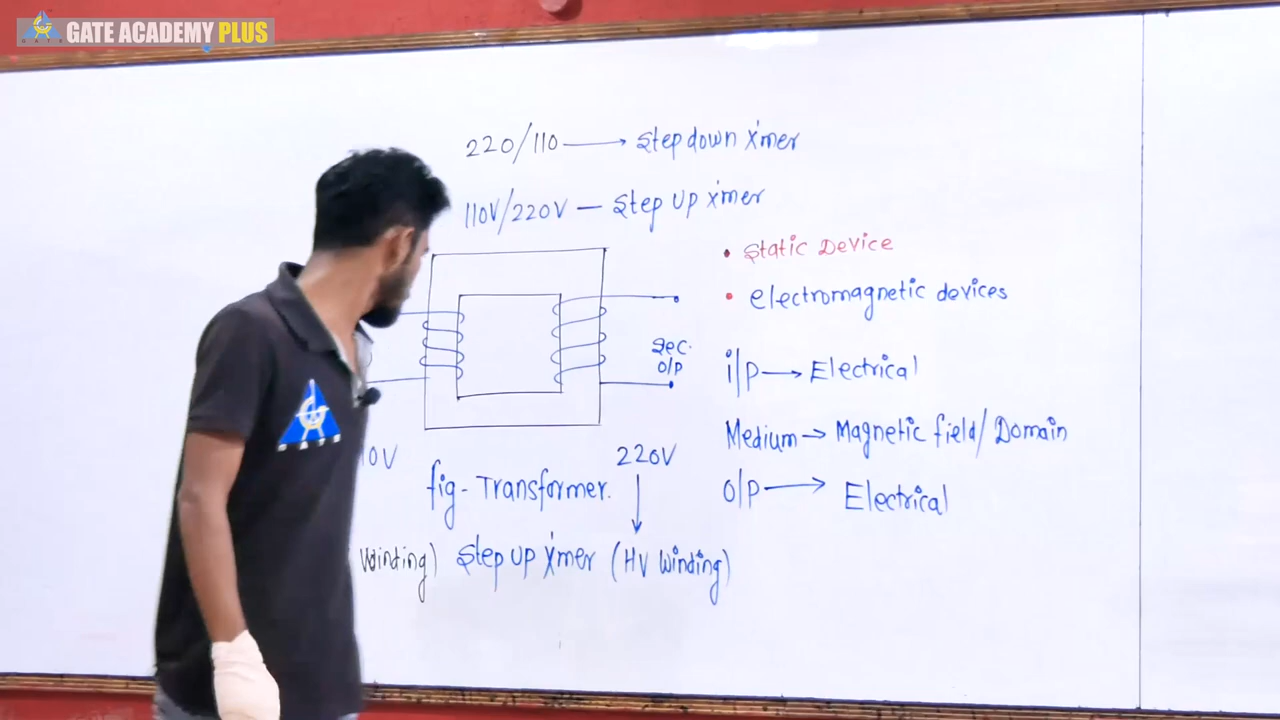 GATE ACADEMY PLUS
220/110 → Step down X'mer
110V/220V — Step Up X'mer
• Static Device
• electromagnetic devices
Sec.
O/P
i/p → Electrical
Medium → Magnetic field/Domain
O/P → Electrical
220V
fig - Transformer.
Winding) Step up X'mer (HV Winding)
GATE